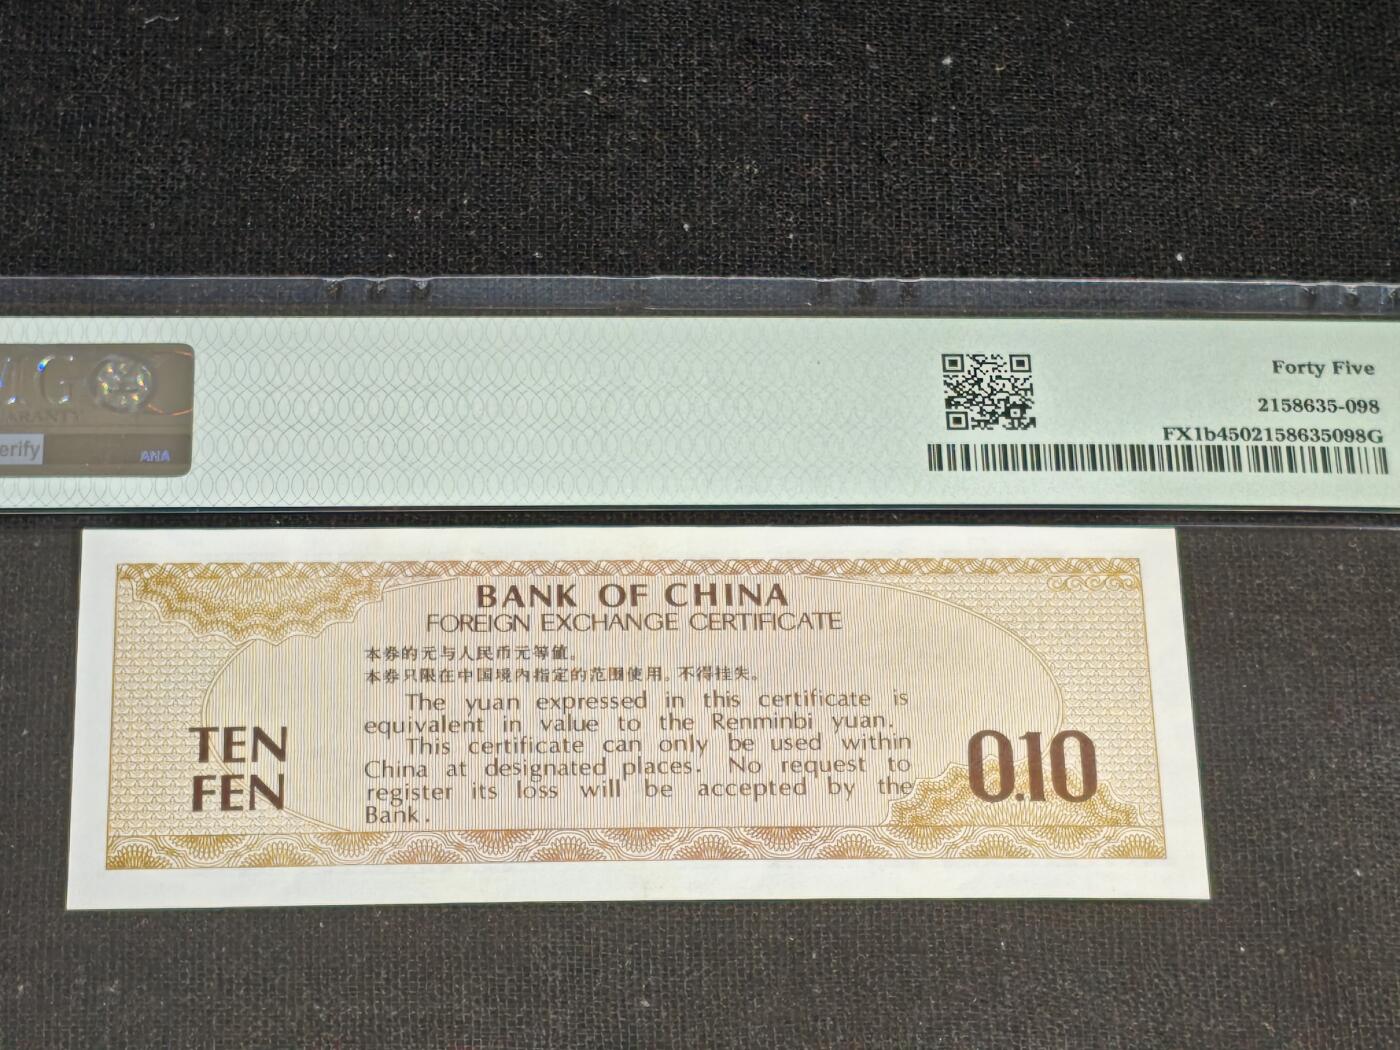 MG
ARANTY
erify
ANA
Forty Five
2158635-098
FX1b4502158635098G
BANK OF CHINA
FOREIGN EXCHANGE CERTIFICATE
本券的元与人民币元等值。
本券只限在中国境内指定的范围使用。不得挂失。
The yuan expressed in this certificate is
equivalent in value to the Renminbi yuan.
This certificate can only be used within
China at designated places. No request to
register its loss will be accepted by the
Bank.
TEN
FEN
0.10